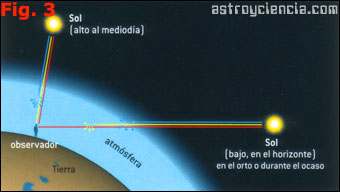 Fig. 3
astroyciencia.com
Sol
(alto al mediodía)
observador
atmósfera
Tierra
Sol
(bajo, en el horizonte)
en el orto o durante el ocaso